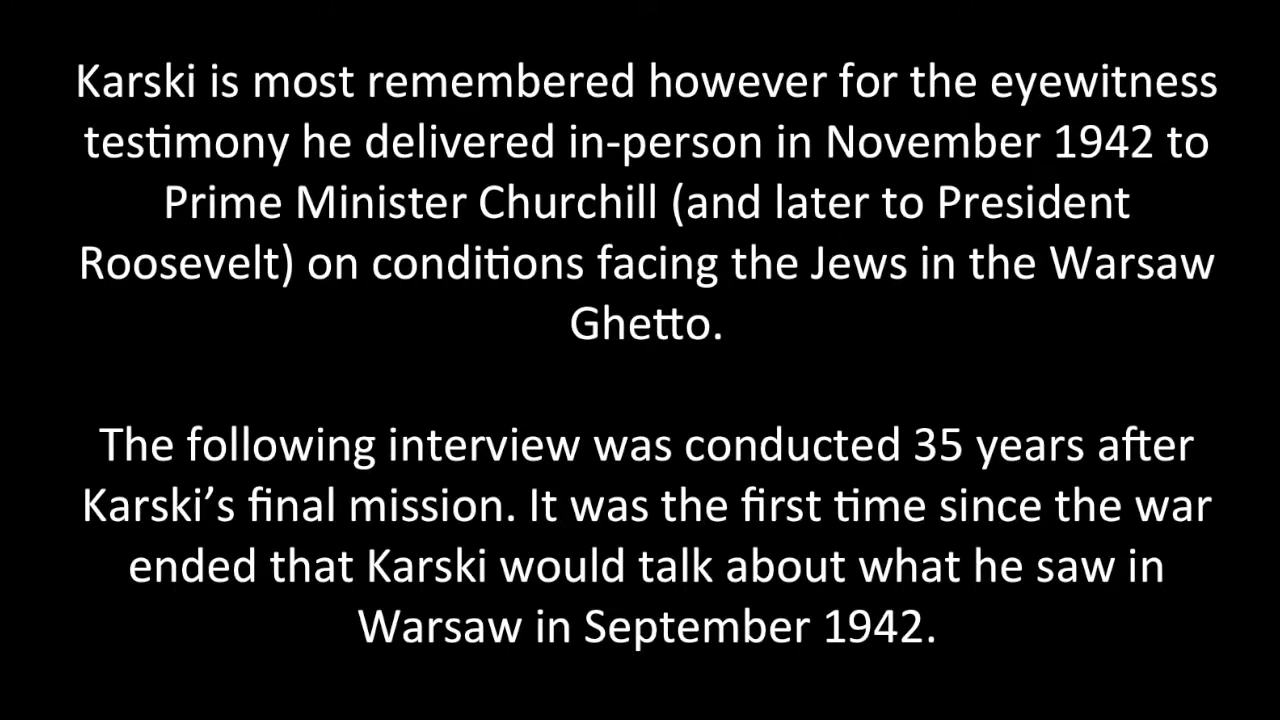 Karski is most remembered however for the eyewitness
testimony he delivered in-person in November 1942 to
Prime Minister Churchill (and later to President
Roosevelt) on conditions facing the Jews in the Warsaw
Ghetto.
The following interview was conducted 35 years after
Karski’s final mission. It was the first time since the war
ended that Karski would talk about what he saw in
Warsaw in September 1942.